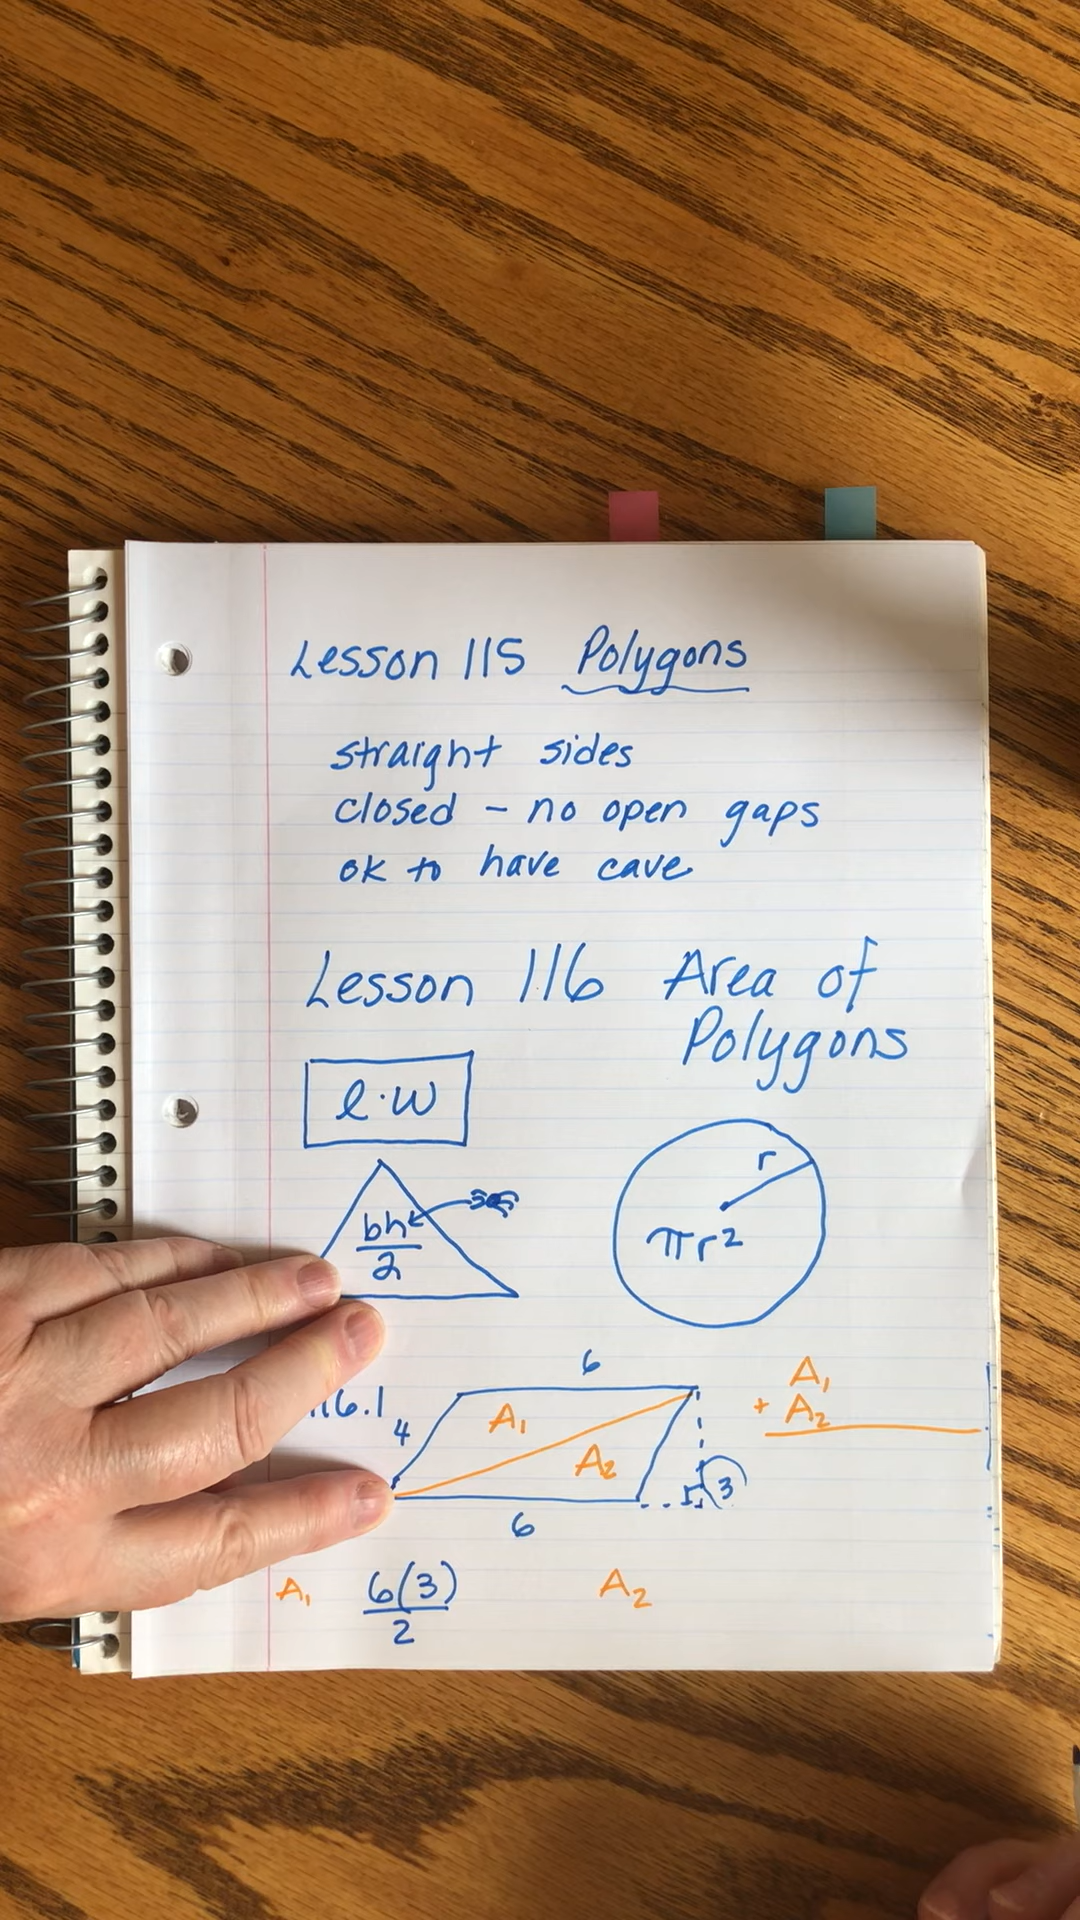 Lesson 115 Polygons
straight sides
closed - no open gaps
ok to have cave
Lesson 116 Area of
Polygons
l·w
bh
2
r
πr²
6
16.1
4
A₁
A₂
3
6
A₁
+ A₂
A₁ 6(3)
2
A₂